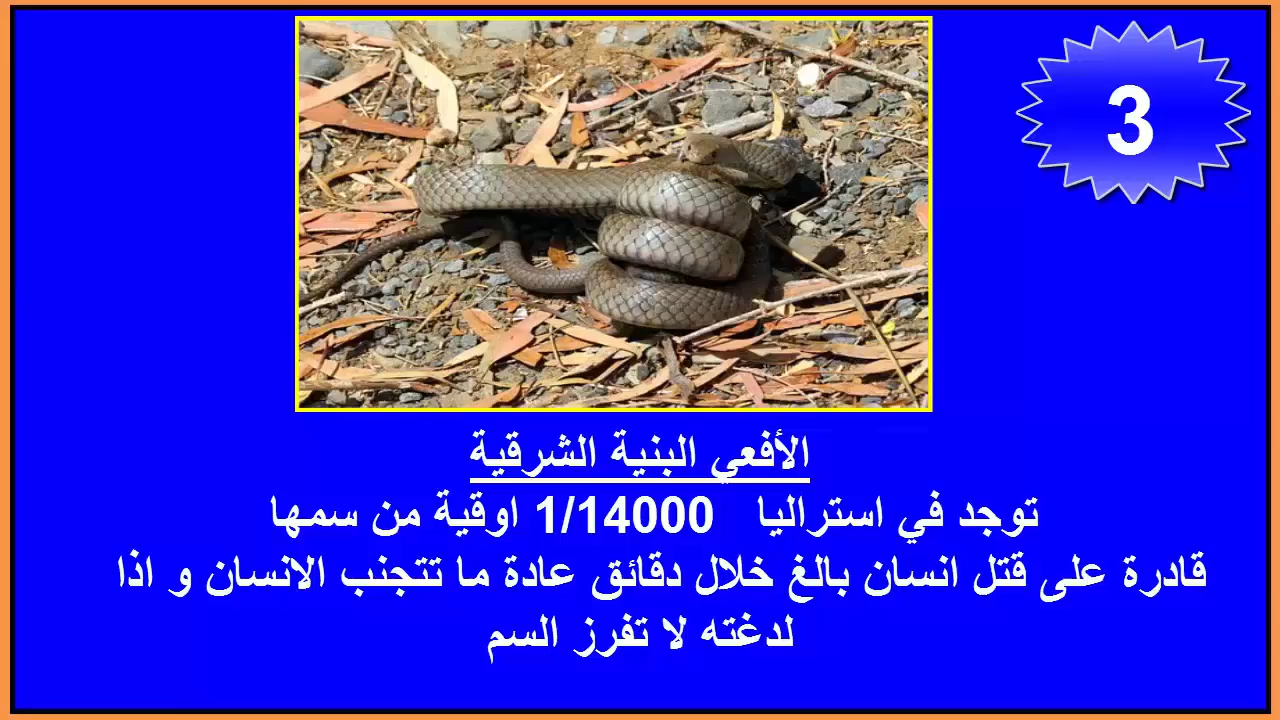 3
الأفعي البنية الشرقية
توجد في استراليا 1/14000 اوقية من سمها
قادرة على قتل انسان بالغ خلال دقائق عادة ما تتجنب الانسان و اذا
لدغته لا تفرز السم